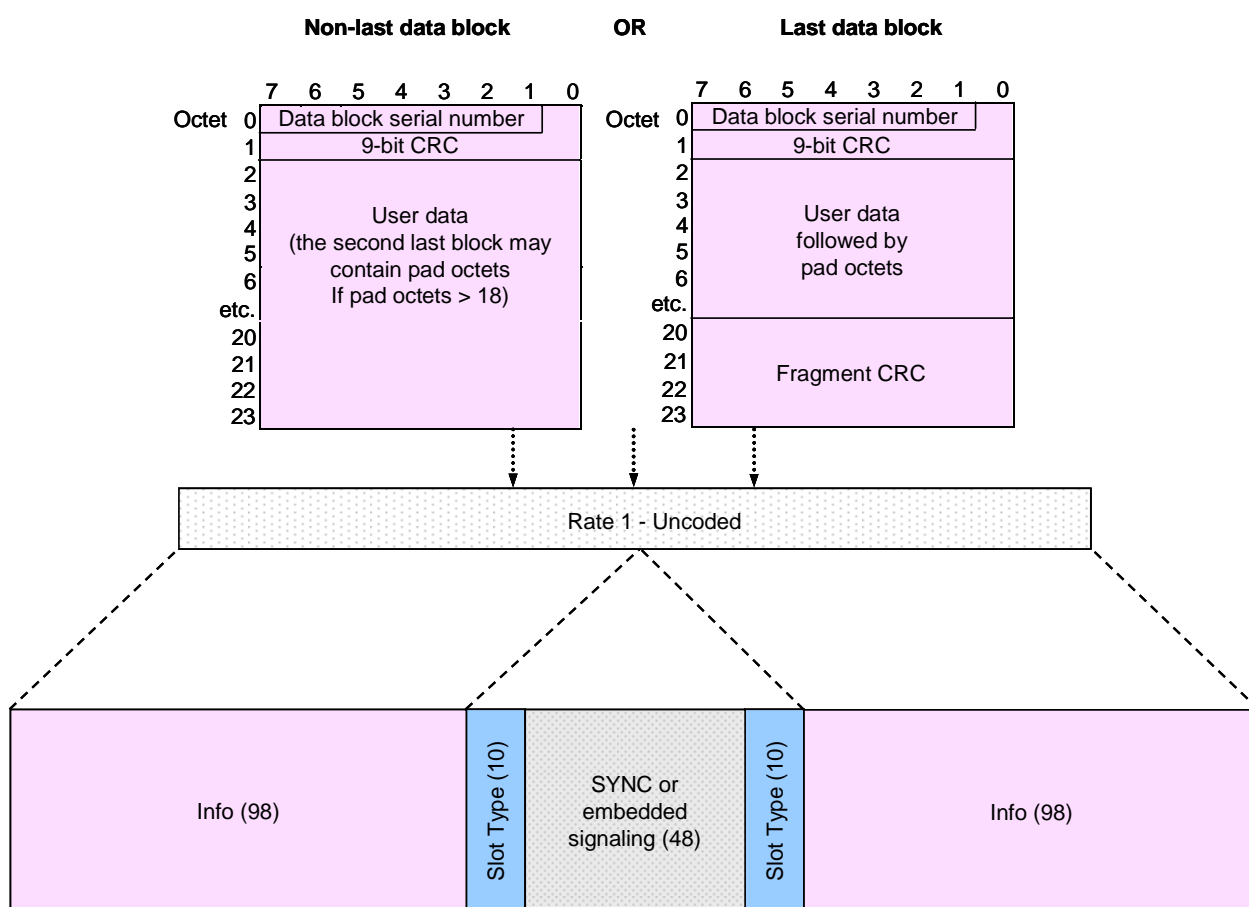 Non-last data block OR Last data block
7 6 5 4 3 2 1 0
Octet 0 Data block serial number
1 9-bit CRC
2
3
4
5
6
etc.
20
21
22
23
User data
(the second last block may
contain pad octets
If pad octets > 18)
7 6 5 4 3 2 1 0
Octet 0 Data block serial number
1 9-bit CRC
2
3
4
5
6
etc.
20
21
22
23
User data
followed by
pad octets
Fragment CRC
Rate 1 - Uncoded
Info (98)
Slot Type (10)
SYNC or
embedded
signaling (48)
Slot Type (10)
Info (98)